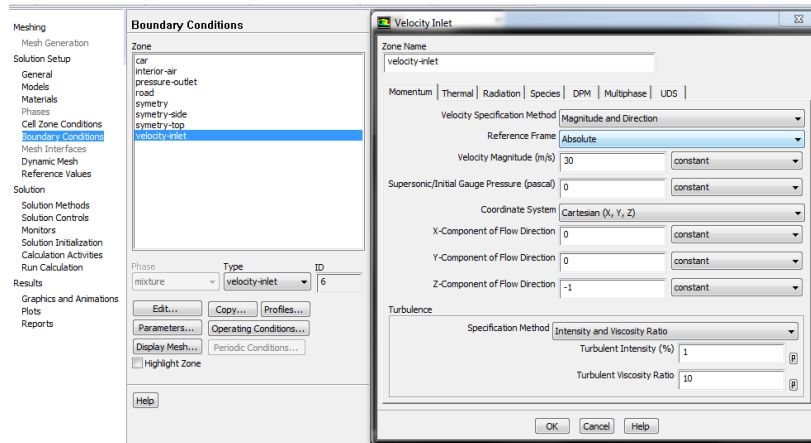 Meshing
Mesh Generation
Solution Setup
General
Models
Materials
Phases
Cell Zone Conditions
Boundary Conditions
Mesh Interfaces
Dynamic Mesh
Reference Values
Solution
Solution Methods
Solution Controls
Monitors
Solution Initialization
Calculation Activities
Run Calculation
Results
Graphics and Animations
Plots
Reports
Boundary Conditions
Zone
car
interior-air
pressure-outlet
road
symetry
symetry-side
symetry-top
velocity-inlet
Phase Type ID
mixture velocity-inlet 6
Edit... Copy... Profiles...
Parameters... Operating Conditions...
Display Mesh... Periodic Conditions...
Highlight Zone
Help
Velocity Inlet
Zone Name
velocity-inlet
Momentum Thermal Radiation Species DPM Multiphase UDS
Velocity Specification Method Magnitude and Direction
Reference Frame Absolute
Velocity Magnitude (m/s) 30 constant
Supersonic/Initial Gauge Pressure (pascal) 0 constant
Coordinate System Cartesian (X, Y, Z)
X-Component of Flow Direction 0 constant
Y-Component of Flow Direction 0 constant
Z-Component of Flow Direction -1 constant
Turbulence
Specification Method Intensity and Viscosity Ratio
Turbulent Intensity (%) 1 P
Turbulent Viscosity Ratio 10 P
OK Cancel Help